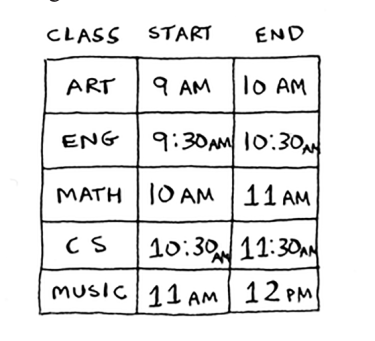 CLASS START END
ART 9 AM 10 AM
ENG 9:30AM 10:30AM
MATH 10 AM 11 AM
CS 10:30AM 11:30AM
MUSIC 11 AM 12 PM